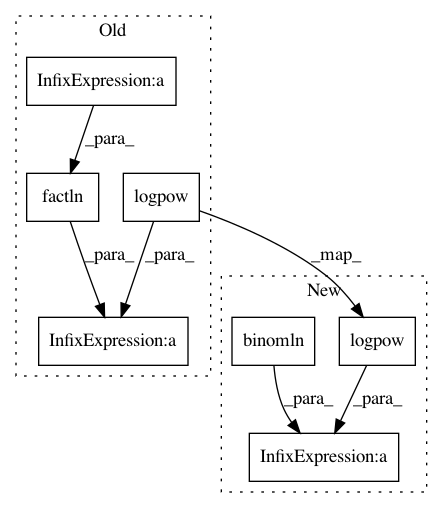 Old
InfixExpression:a
_para_
factln
logpow
_para_
_para_
_map_
InfixExpression:a
New
binomln
logpow
_para_
_para_
InfixExpression:a